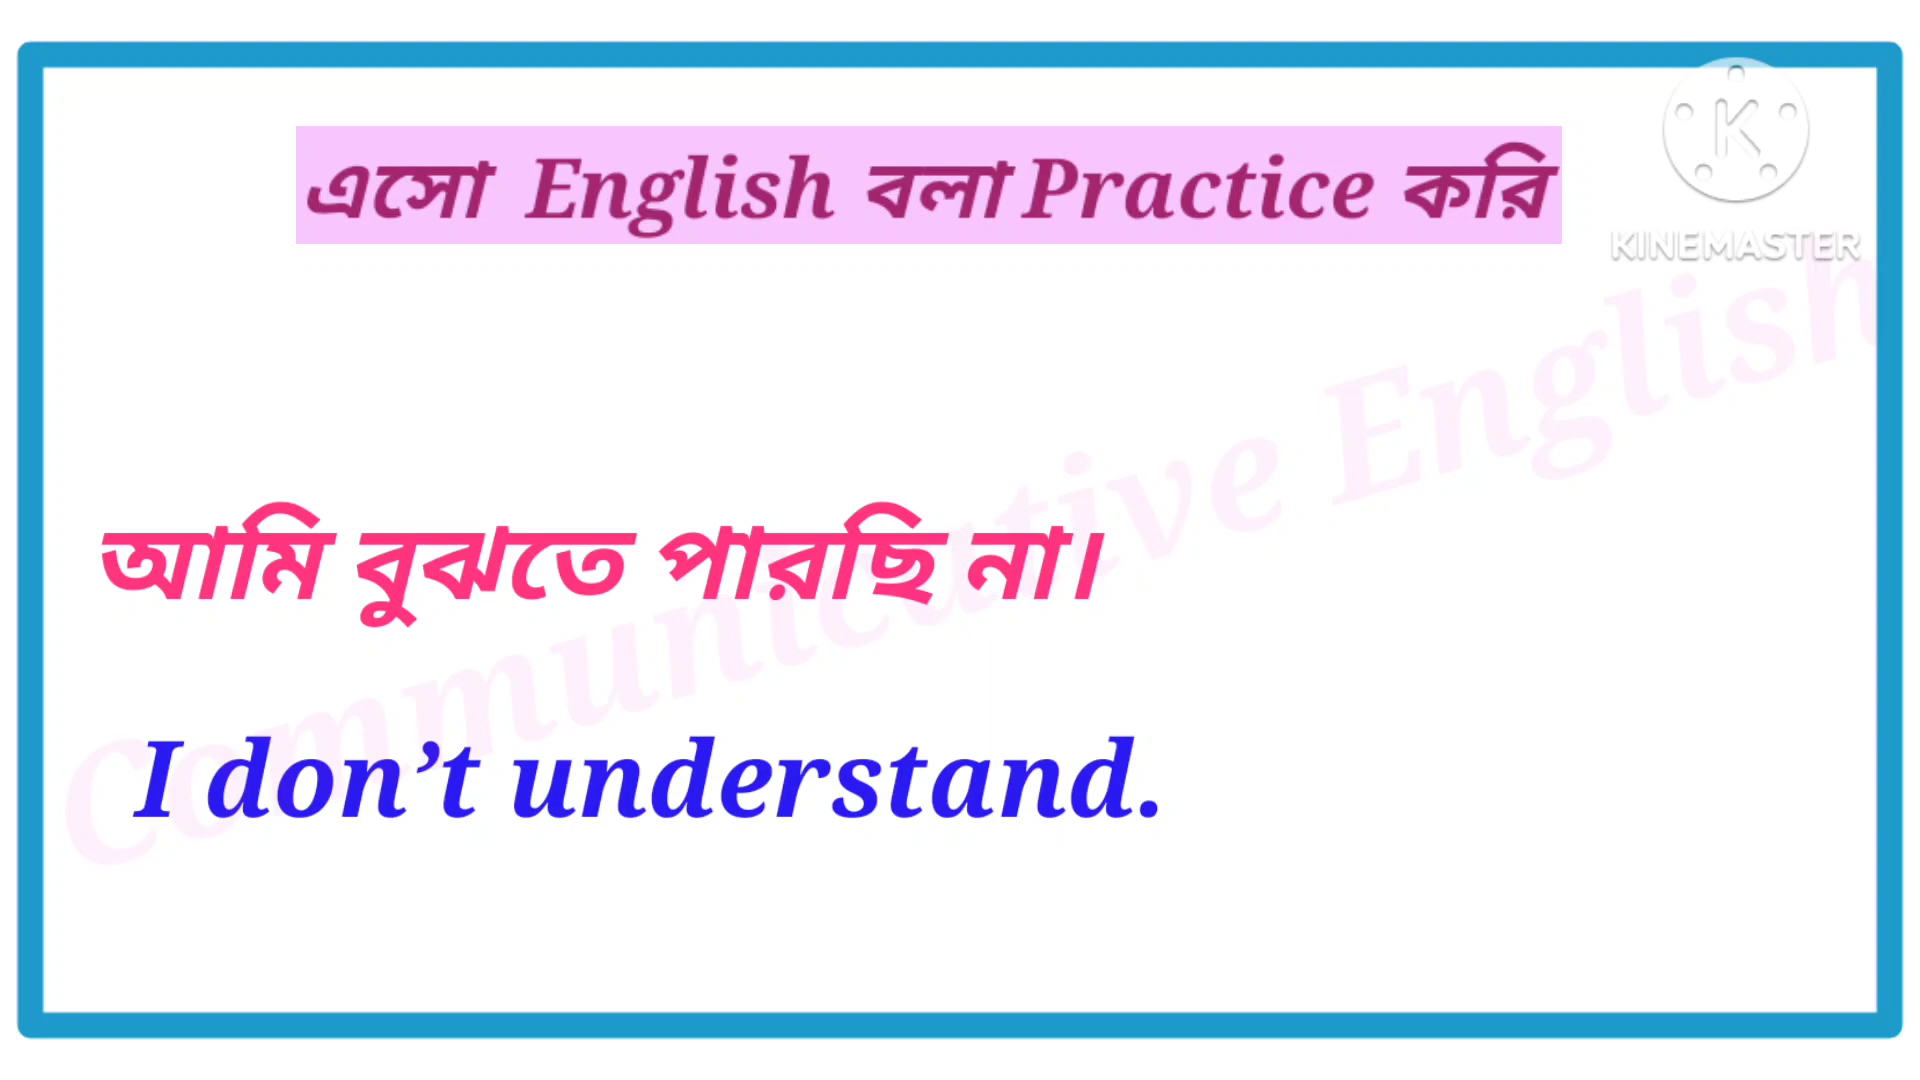 এসো English বলা Practice করি
KINEMASTER
আমি বুঝতে পারছি না।
I don’t understand.
Communicative English